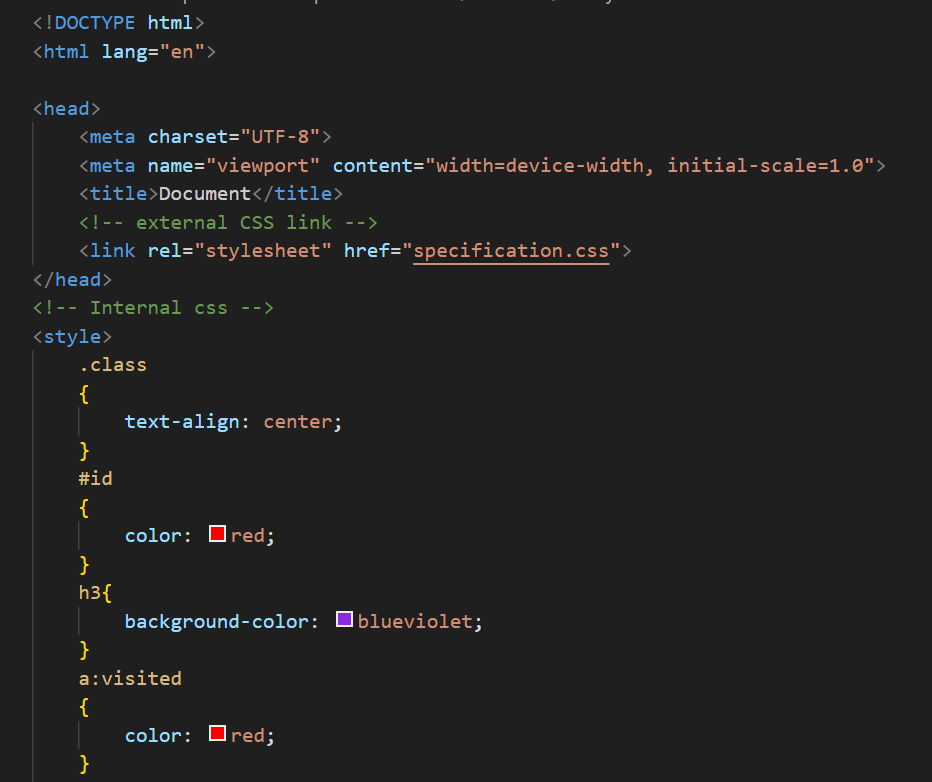 <!DOCTYPE html>
<html lang="en">
<head>
<meta charset="UTF-8">
<meta name="viewport" content="width=device-width, initial-scale=1.0">
<title>Document</title>
<!-- external CSS link -->
<link rel="stylesheet" href="specification.css">
</head>
<!-- Internal css -->
<style>
.class
{
text-align: center;
}
#id
{
color: red;
}
h3{
background-color: blueviolet;
}
a:visited
{
color: red;
}